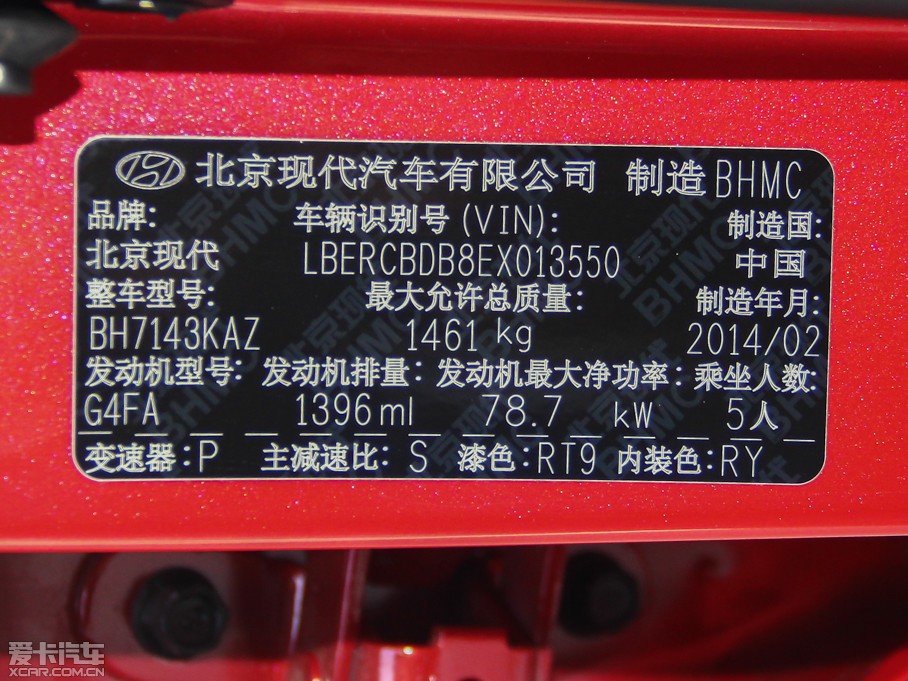 北京现代汽车有限公司 制造 BHMC
品牌: 车辆识别号(VIN): 制造国:
北京现代 LBERCBDB8EX013550 中国
整车型号: 最大允许总质量: 制造年月:
BH7143KAZ 1461 kg 2014/02
发动机型号: 发动机排量: 发动机最大净功率: 乘坐人数:
G4FA 1396ml 78.7 kW 5人
变速器:P 主减速比: S 漆色:RT9 内装色:RY
爱卡汽车
XCAR.COM.CN